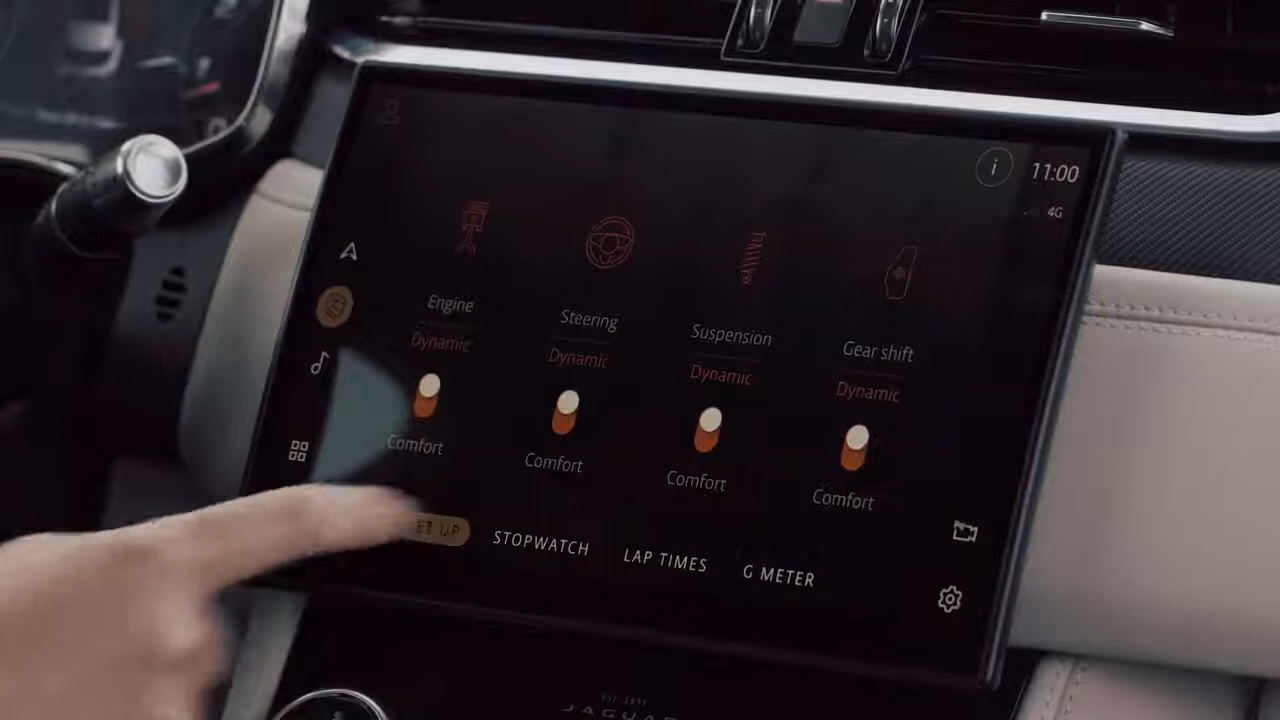 i
11:00
4G
Engine
Steering
Suspension
Gear shift
Dynamic
Dynamic
Dynamic
Dynamic
Comfort
Comfort
Comfort
Comfort
UP
STOPWATCH
LAP TIMES
G METER